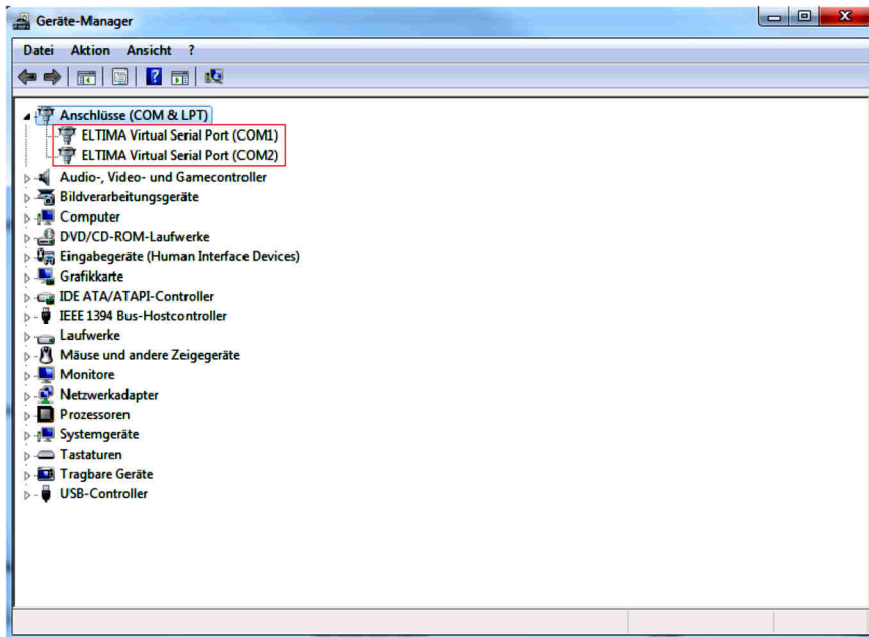 Geräte-Manager
Datei Aktion Ansicht ?
Anschlüsse (COM & LPT)
ELTIMA Virtual Serial Port (COM1)
ELTIMA Virtual Serial Port (COM2)
Audio-, Video- und Gamecontroller
Bildverarbeitungsgeräte
Computer
DVD/CD-ROM-Laufwerke
Eingabegeräte (Human Interface Devices)
Grafikkarte
IDE ATA/ATAPI-Controller
IEEE 1394 Bus-Hostcontroller
Laufwerke
Mäuse und andere Zeigegeräte
Monitore
Netzwerkadapter
Prozessoren
Systemgeräte
Tastaturen
Tragbare Geräte
USB-Controller